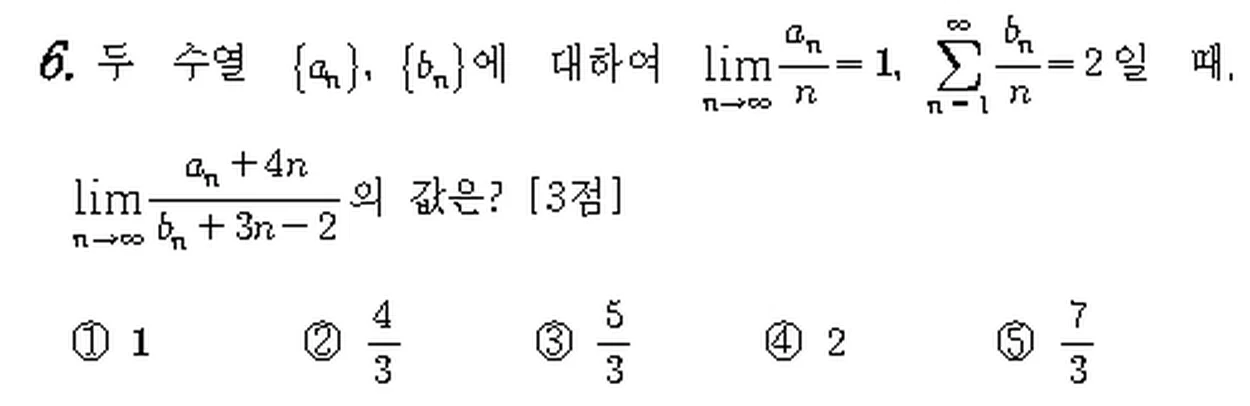 6. 두 수열 {aₙ}, {bₙ}에 대하여 lim_{n→∞} aₙ/n = 1, ∑_{n=1}^{∞} bₙ/n = 2 일 때,
lim_{n→∞} (aₙ + 4n)/(bₙ + 3n − 2) 의 값은? [3점]
① 1 ② 4/3 ③ 5/3 ④ 2 ⑤ 7/3